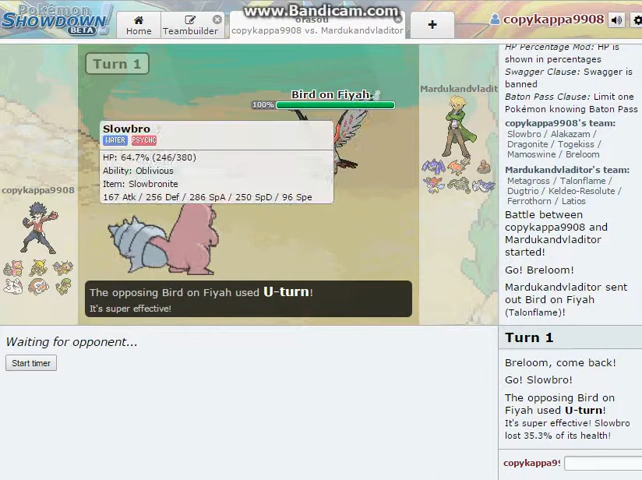 www.Bandicam.com
Pokémon
SHOWDOWN!
BETA
Home
Teambuilder
copykappa9908 vs. Mardukandvladitor
+
copykappa9908
Turn 1
Bird on Fiyah
100%
Slowbro
WATER PSYCHC
HP: 64.7% (246/380)
Ability: Oblivious
Item: Slowbronite
167 Atk / 256 Def / 286 SpA / 250 SpD / 96 Spe
copykappa9908
Mardukandvladit
The opposing Bird on Fiyah used U-turn!
It's super effective!
Waiting for opponent...
Start timer
HP Percentage Mod: HP is
shown in percentages
Swagger Clause: Swagger is
banned
Baton Pass Clause: Limit one
Pokémon knowing Baton Pass
copykappa9908's team:
Slowbro / Alakazam /
Dragonite / Togekiss /
Mamoswine / Breloom
Mardukandvladitor's team:
Metagross / Talonflame /
Dugtrio / Keldeo-Resolute /
Ferrothorn / Latios
Battle between
copykappa9908 and
Mardukandvladitor
started!
Go! Breloom!
Mardukandvladitor sent
out Bird on Fiyah
(Talonflame)!
Turn 1
Breloom, come back!
Go! Slowbro!
The opposing Bird on
Fiyah used U-turn!
It's super effective! Slowbro
lost 35.3% of its health!
copykappa99